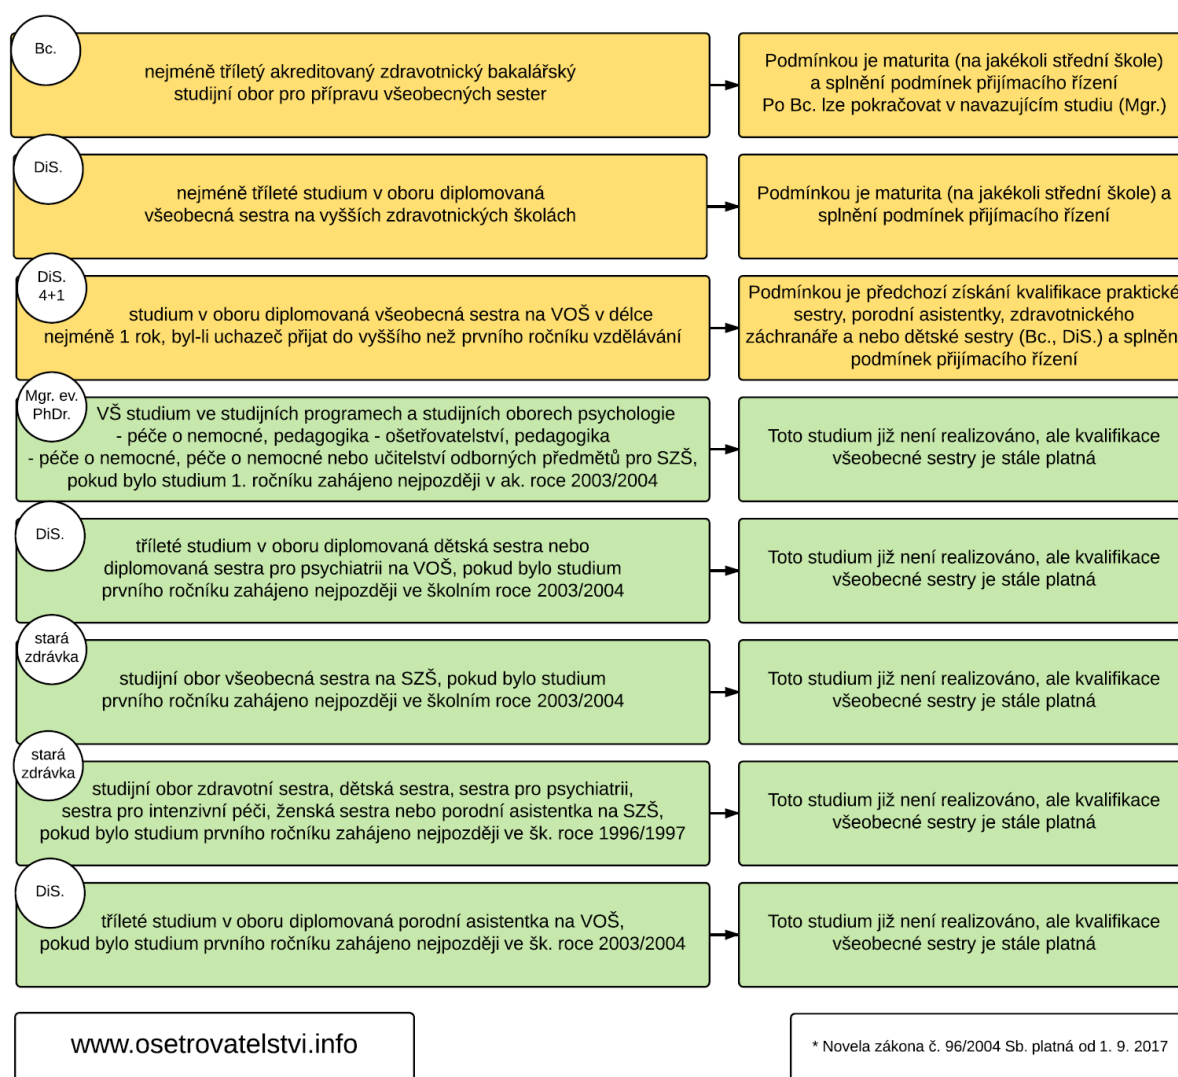 Bc.
nejméně tříletý akreditovaný zdravotnický bakalářský
studijní obor pro přípravu všeobecných sester
Podmínkou je maturita (na jakékoli střední škole)
a splnění podmínek přijímacího řízení
Po Bc. lze pokračovat v navazujícím studiu (Mgr.)
DiS.
nejméně tříleté studium v oboru diplomovaná
všeobecná sestra na vyšších zdravotnických školách
Podmínkou je maturita (na jakékoli střední škole) a
splnění podmínek přijímacího řízení
DiS.
4+1
studium v oboru diplomovaná všeobecná sestra na VOŠ v délce
nejméně 1 rok, byl-li uchazeč přijat do vyššího než prvního ročníku vzdělávání
Podmínkou je předchozí získání kvalifikace praktické
sestry, porodní asistentky, zdravotnického
záchranáře a nebo dětské sestry (Bc., DiS.) a splněn
podmínek přijímacího řízení
Mgr. ev.
PhDr.
VŠ studium ve studijních programech a studijních oborech psychologie
- péče o nemocné, pedagogika - ošetřovatelství, pedagogika
- péče o nemocné, péče o nemocné nebo učitelství odborných předmětů pro SZŠ,
pokud bylo studium 1. ročníku zahájeno nejpozději v ak. roce 2003/2004
Toto studium již není realizováno, ale kvalifikace
všeobecné sestry je stále platná
DiS.
tříleté studium v oboru diplomovaná dětská sestra nebo
diplomovaná sestra pro psychiatrii na VOŠ, pokud bylo studium
prvního ročníku zahájeno nejpozději ve školním roce 2003/2004
Toto studium již není realizováno, ale kvalifikace
všeobecné sestry je stále platná
stará
zdrávka
studijní obor všeobecná sestra na SZŠ, pokud bylo studium
prvního ročníku zahájeno nejpozději ve školním roce 2003/2004
Toto studium již není realizováno, ale kvalifikace
všeobecné sestry je stále platná
stará
zdrávka
studijní obor zdravotní sestra, dětská sestra, sestra pro psychiatrii,
sestra pro intenzivní péči, ženská sestra nebo porodní asistentka na SZŠ,
pokud bylo studium prvního ročníku zahájeno nejpozději ve šk. roce 1996/1997
Toto studium již není realizováno, ale kvalifikace
všeobecné sestry je stále platná
DiS.
tříleté studium v oboru diplomovaná porodní asistentka na VOŠ,
pokud bylo studium prvního ročníku zahájeno nejpozději ve šk. roce 2003/2004
Toto studium již není realizováno, ale kvalifikace
všeobecné sestry je stále platná
www.osetrovatelstvi.info
* Novela zákona č. 96/2004 Sb. platná od 1. 9. 2017